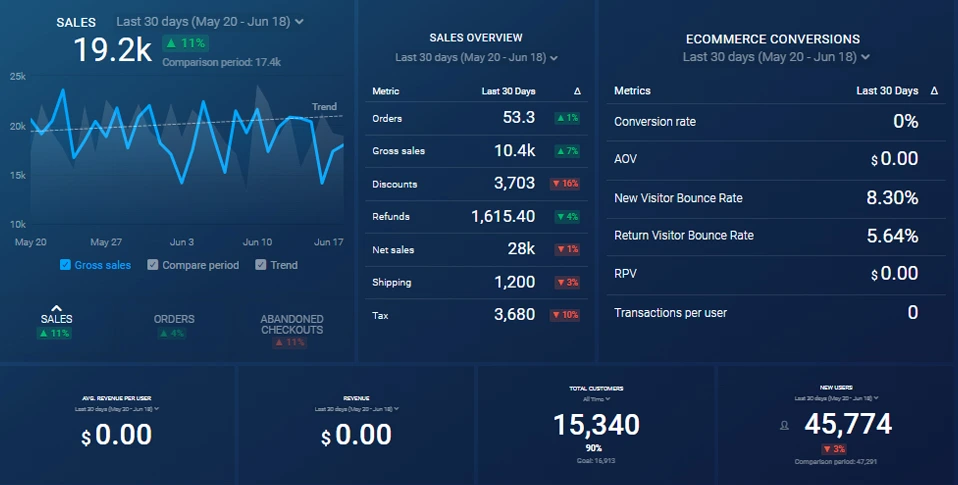 SALES Last 30 days (May 20 - Jun 18)
19.2k ▲ 11%
Comparison period: 17.4k
25k
Trend
20k
15k
10k
May 20 May 27 Jun 3 Jun 10 Jun 17
Gross sales Compare period Trend
SALES ORDERS ABANDONED CHECKOUTS
▲ 11% ▲ 4% ▲ 11%
SALES OVERVIEW
Last 30 days (May 20 - Jun 18)
Metric Last 30 Days Δ
Orders 53.3 ▲ 1%
Gross sales 10.4k ▲ 7%
Discounts 3,703 ▼ 16%
Refunds 1,615.40 ▼ 4%
Net sales 28k ▼ 1%
Shipping 1,200 ▼ 3%
Tax 3,680 ▼ 10%
ECOMMERCE CONVERSIONS
Last 30 days (May 20 - Jun 18)
Metrics Last 30 Days Δ
Conversion rate 0%
AOV $ 0.00
New Visitor Bounce Rate 8.30%
Return Visitor Bounce Rate 5.64%
RPV $ 0.00
Transactions per user 0
AVG. REVENUE PER USER
Last 30 days (May 20 - Jun 18)
$ 0.00
REVENUE
Last 30 days (May 20 - Jun 18)
$ 0.00
TOTAL CUSTOMERS
All Time
15,340
90%
Goal: 16,913
NEW USERS
Last 30 days (May 20 - Jun 18)
45,774
▼ 3%
Comparison period: 47,291